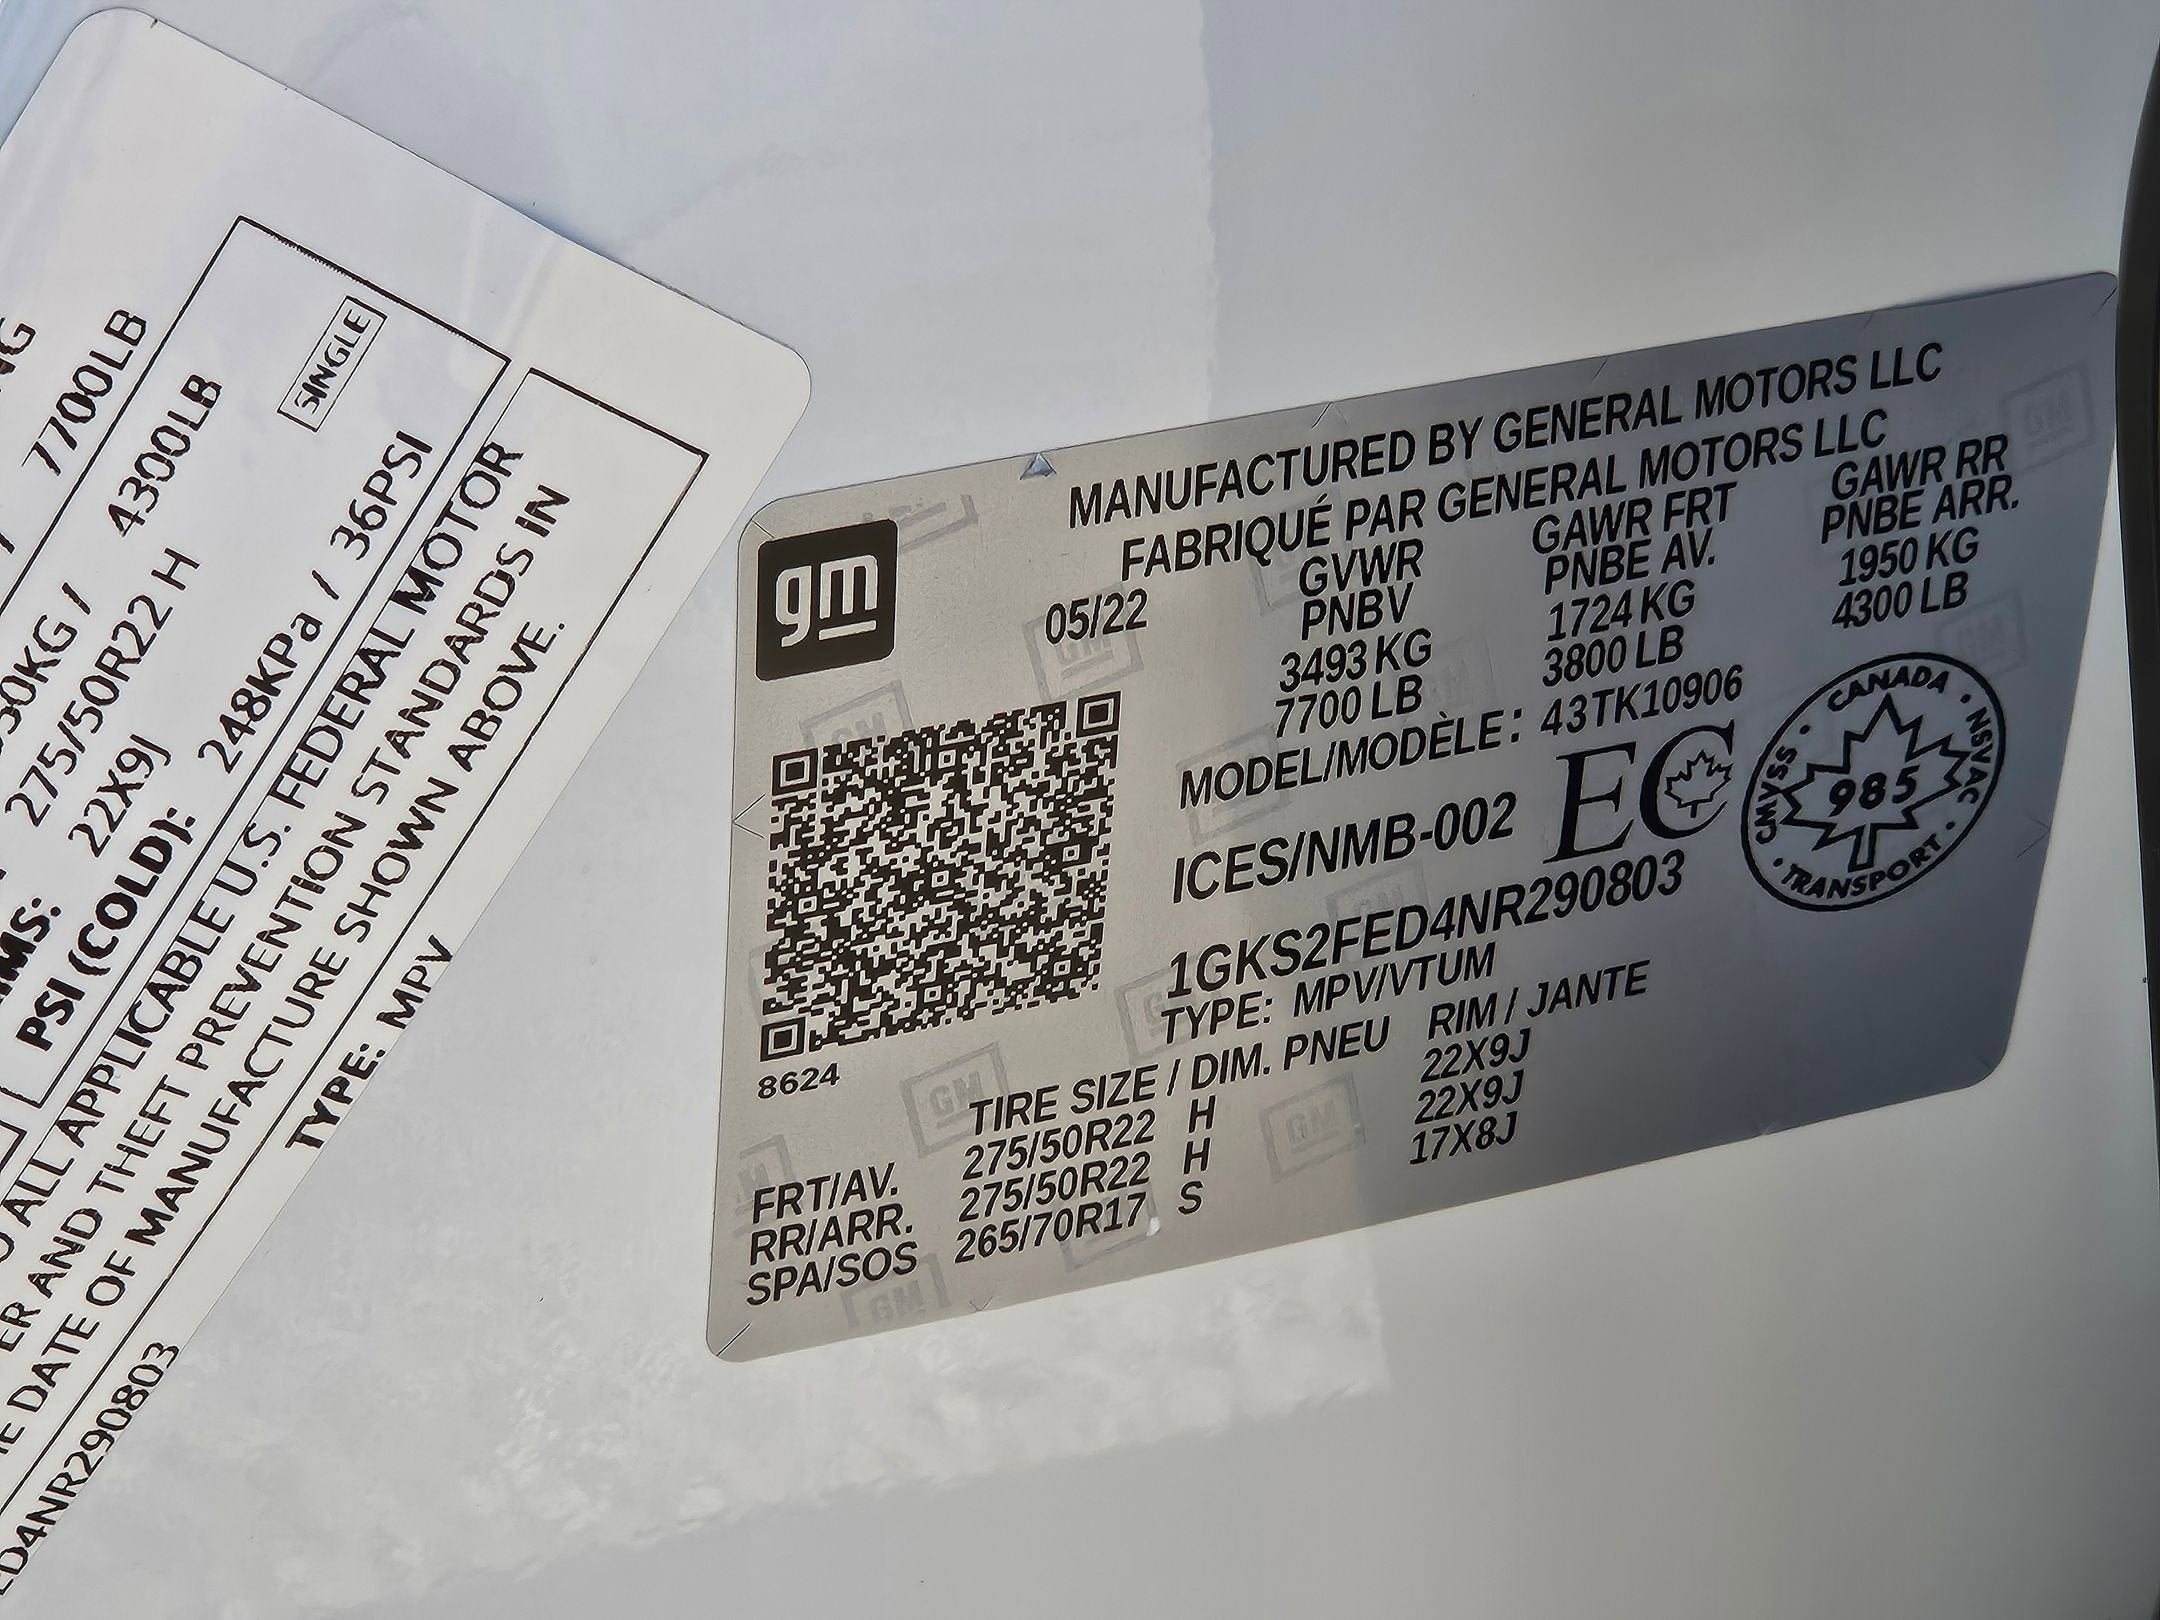 7700LB
4300LB
SINGLE
30KG /
275/50R22 H
22X9J
PSI (COLD):
248KPa / 36PSI
ALL APPLICABLE U.S. FEDERAL MOTOR
ER AND THEFT PREVENTION STANDARDS IN
DATE OF MANUFACTURE SHOWN ABOVE.
ED4NR290803
TYPE: MPV
gm
MANUFACTURED BY GENERAL MOTORS LLC
FABRIQUÉ PAR GENERAL MOTORS LLC
05/22
GVWR
PNBV
3493 KG
7700 LB
GAWR FRT
PNBE AV.
1724 KG
3800 LB
GAWR RR
PNBE ARR.
1950 KG
4300 LB
MODEL/MODÈLE: 43TK10906
ICES/NMB-002
EC
CANADA · NSVAC · TRANSPORT · CMVSS ·
985
1GKS2FED4NR290803
TYPE: MPV/VTUM
8624
TIRE SIZE / DIM. PNEU RIM / JANTE
FRT/AV. 275/50R22 H 22X9J
RR/ARR. 275/50R22 H 22X9J
SPA/SOS 265/70R17 S 17X8J